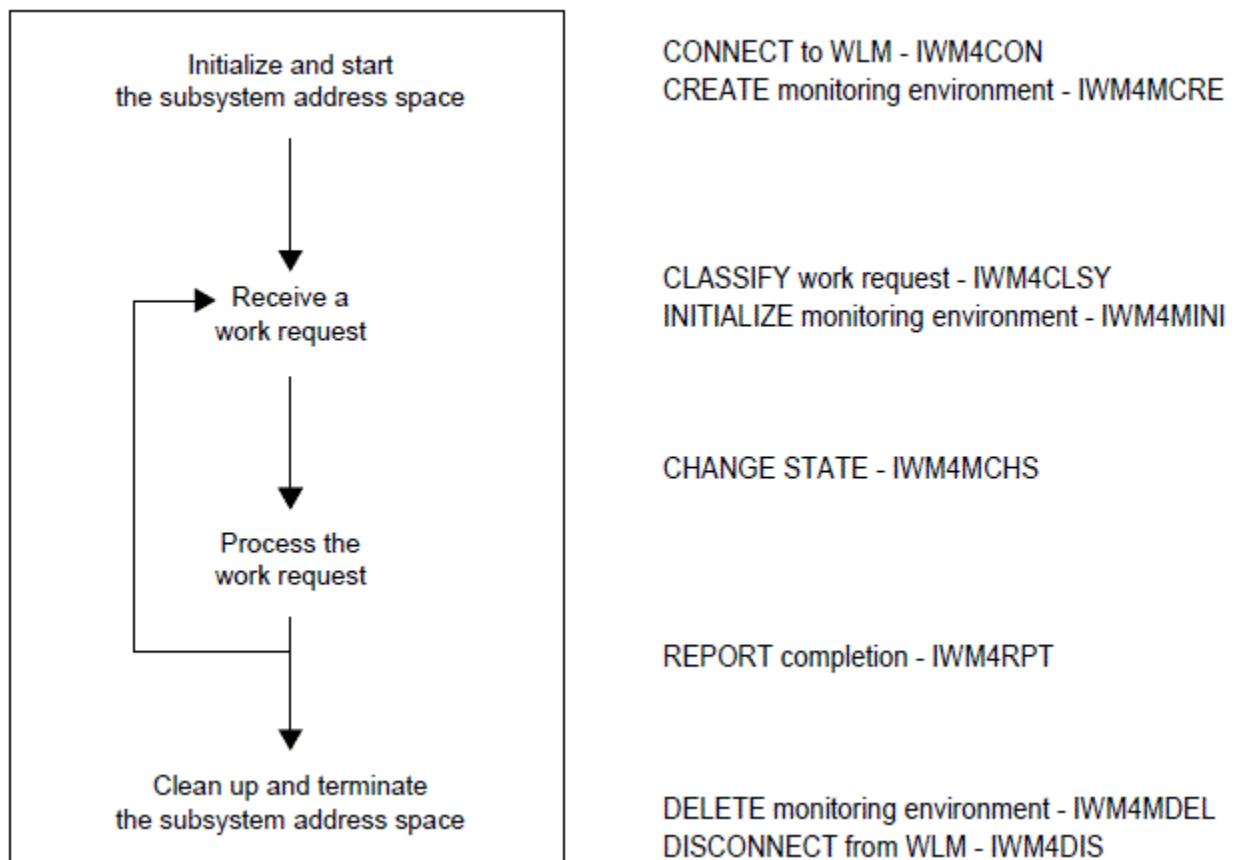 Initialize and start
the subsystem address space
CONNECT to WLM - IWM4CON
CREATE monitoring environment - IWM4MCRE
Receive a
work request
CLASSIFY work request - IWM4CLSY
INITIALIZE monitoring environment - IWM4MINI
CHANGE STATE - IWM4MCHS
Process the
work request
REPORT completion - IWM4RPT
Clean up and terminate
the subsystem address space
DELETE monitoring environment - IWM4MDEL
DISCONNECT from WLM - IWM4DIS